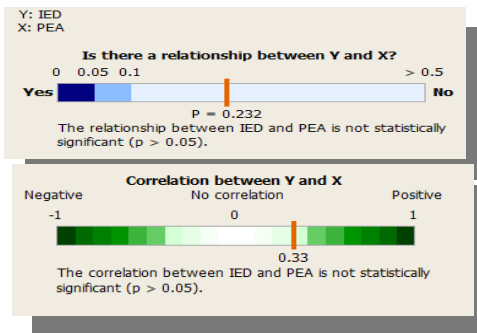 Y: IED
X: PEA
Is there a relationship between Y and X?
0 0.05 0.1 > 0.5
Yes No
P = 0.232
The relationship between IED and PEA is not statistically
significant (p > 0.05).
Correlation between Y and X
Negative No correlation Positive
-1 0 1
0.33
The correlation between IED and PEA is not statistically
significant (p > 0.05).